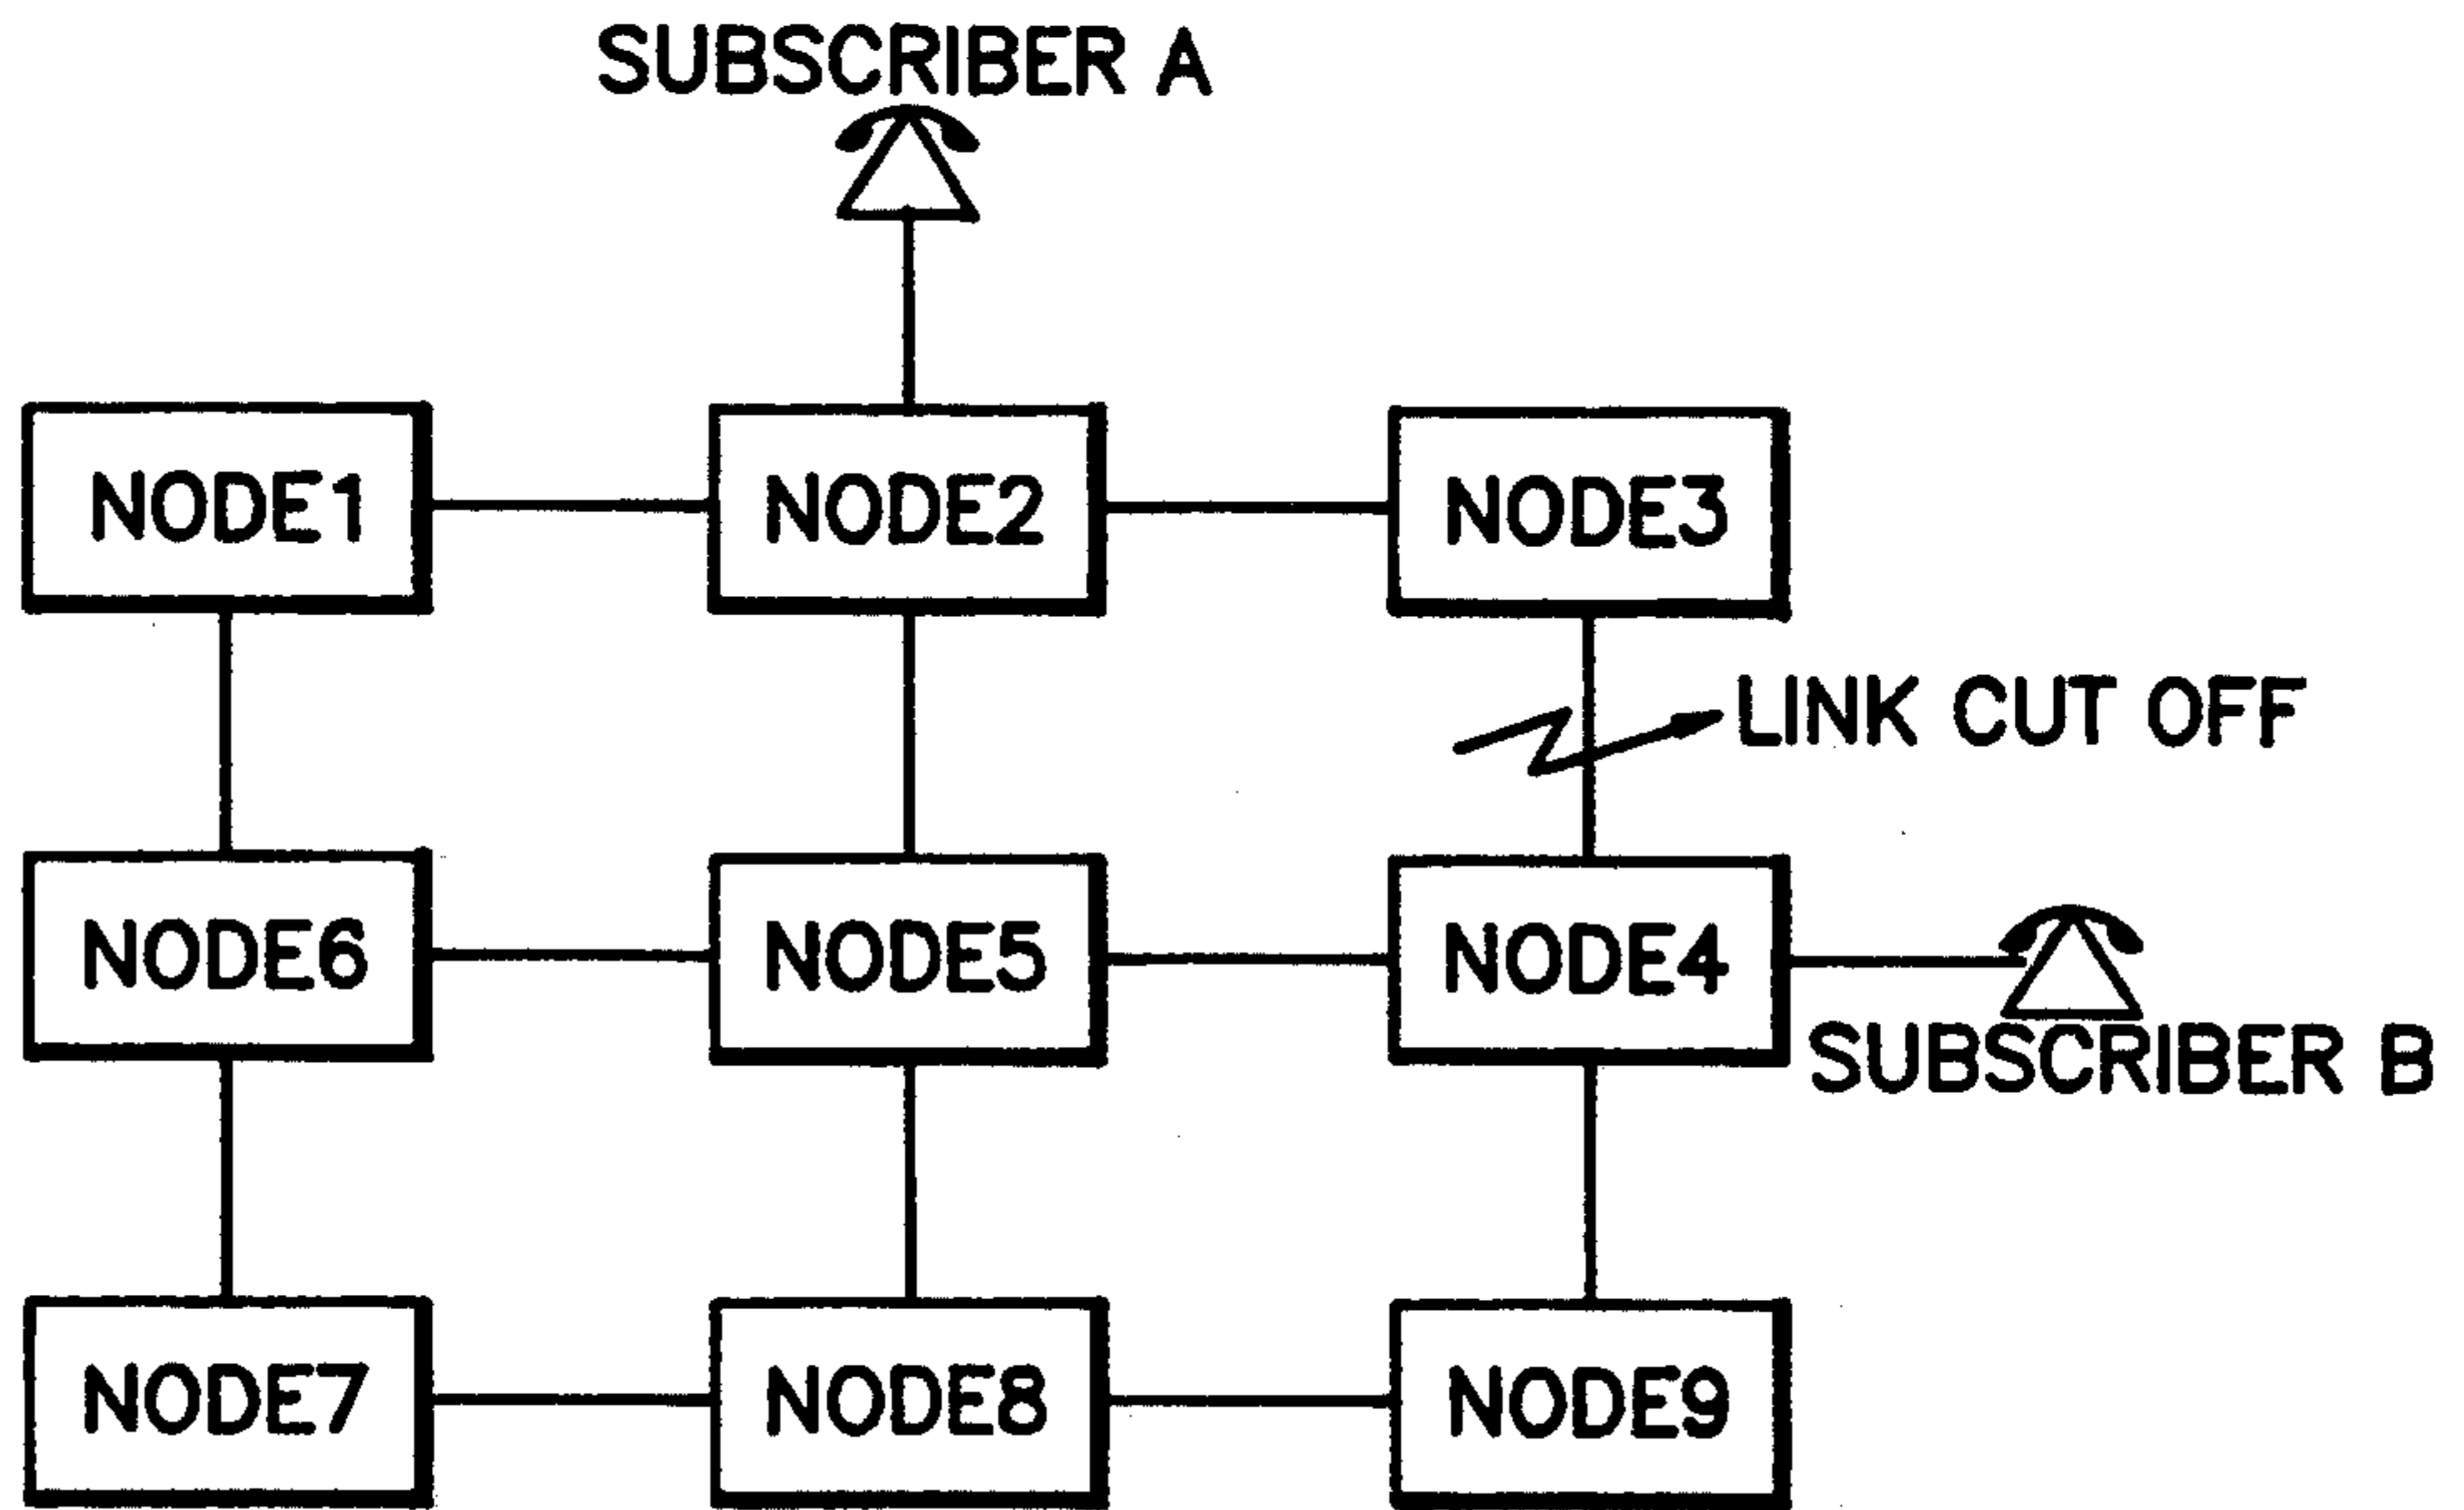 SUBSCRIBER A
NODE1
NODE2
NODE3
LINK CUT OFF
NODE6
NODE5
NODE4
SUBSCRIBER B
NODE7
NODE8
NODE9